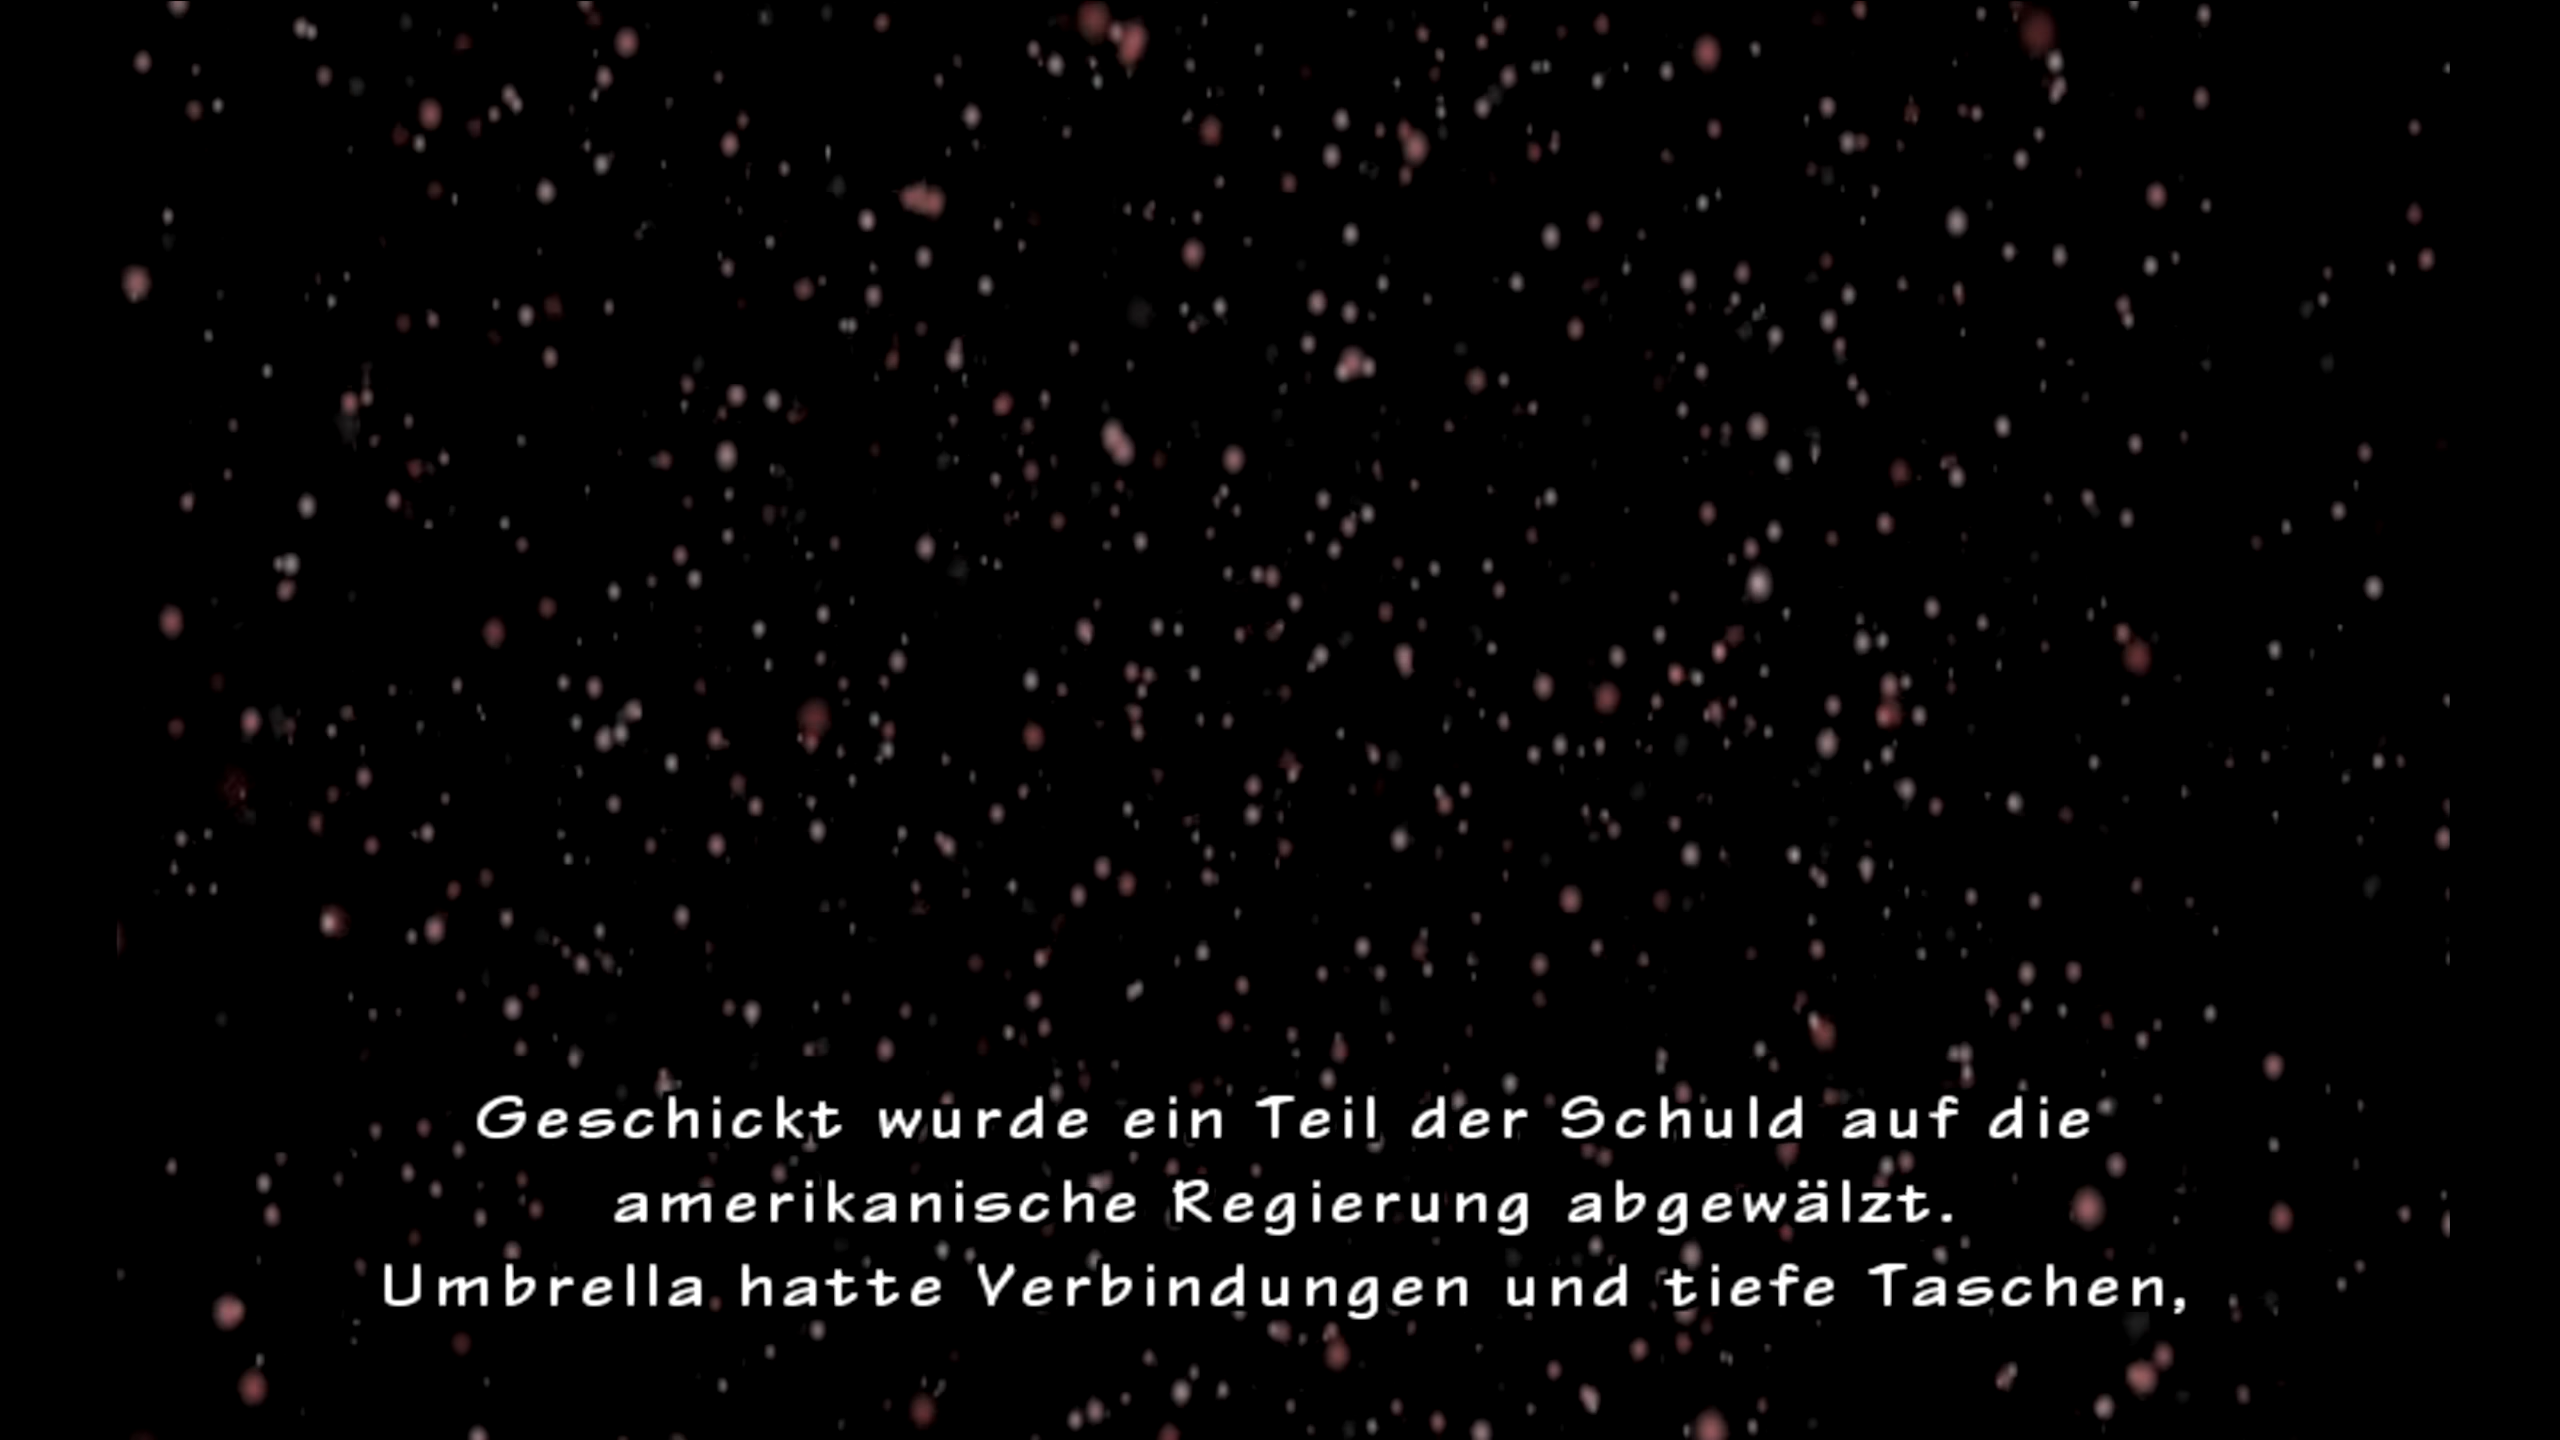 Geschickt wurde ein Teil der Schuld auf die
amerikanische Regierung abgewälzt.
Umbrella hatte Verbindungen und tiefe Taschen,